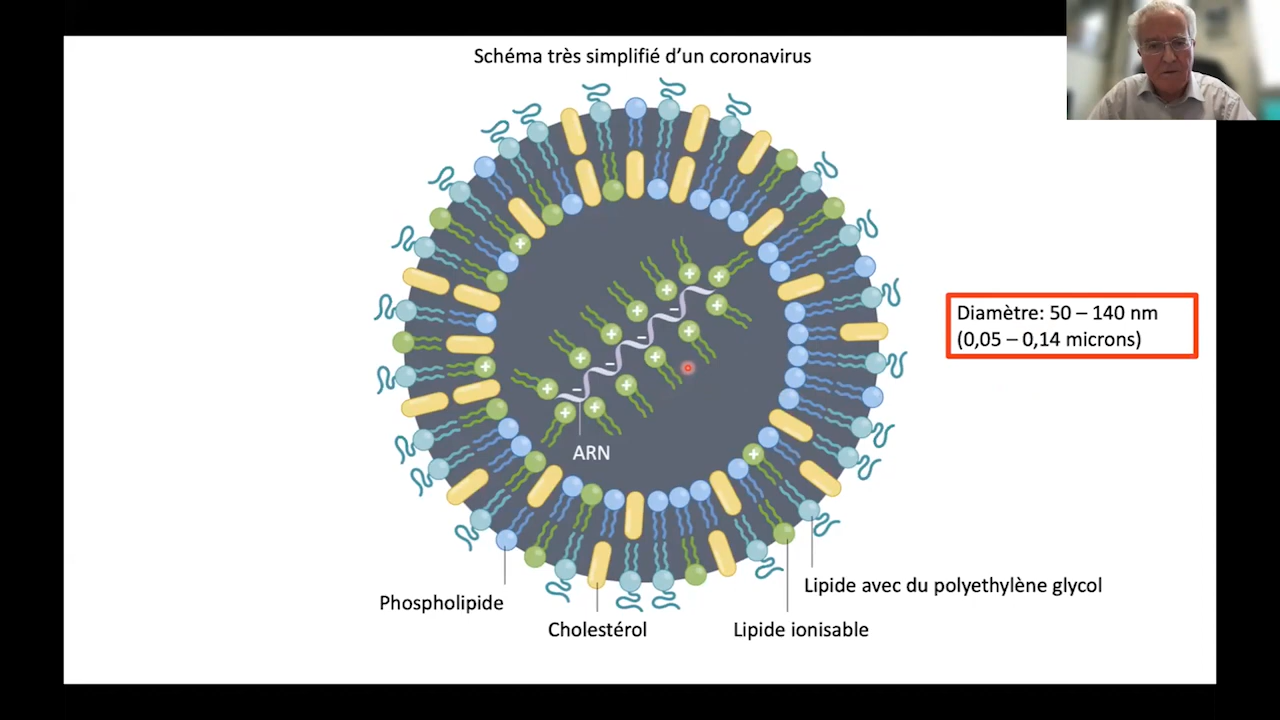 Schéma très simplifié d’un coronavirus
Diamètre: 50 – 140 nm
(0,05 – 0,14 microns)
ARN
Lipide avec du polyethylène glycol
Phospholipide
Cholestérol
Lipide ionisable